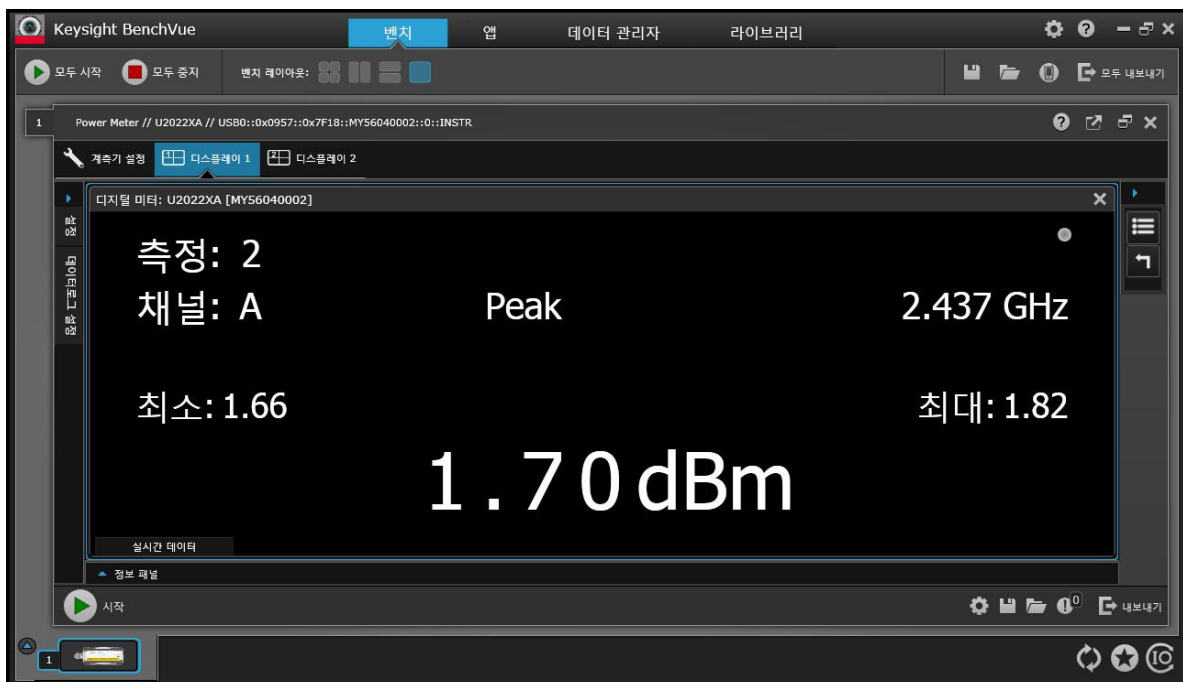 Keysight BenchVue 벤치 앱 데이터 관리자 라이브러리
모두 시작 모두 중지 벤치 레이아웃: 모두 내보내기
1 Power Meter // U2022XA // USB0::0x0957::0x7F18::MY56040002::0::INSTR
계측기 설정 1 디스플레이 1 2 디스플레이 2
디지털 미터: U2022XA [MY56040002]
설정
데이터로그 설정
측정: 2
채널: A Peak 2.437 GHz
최소: 1.66 최대: 1.82
1.70 dBm
실시간 데이터
정보 패널
시작 0 내보내기
1 IO